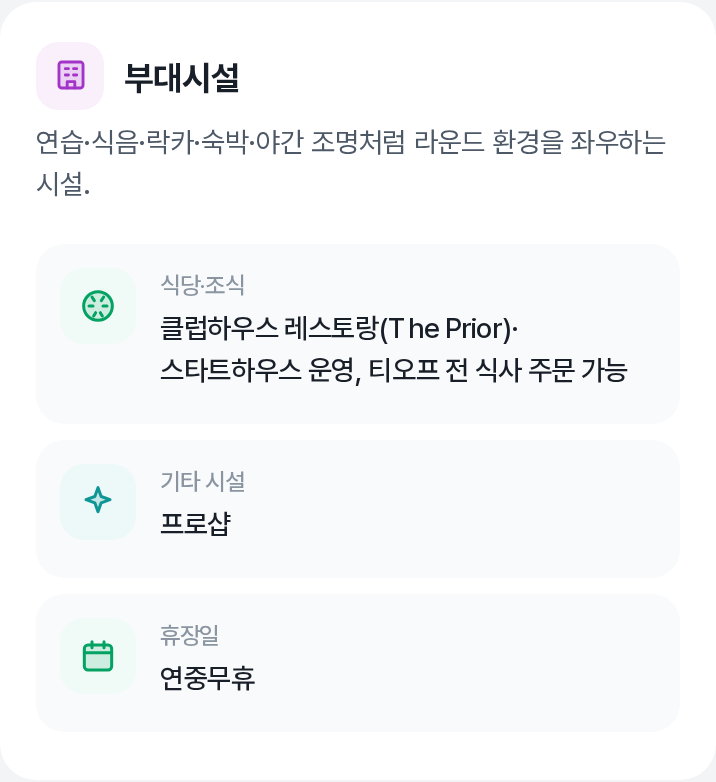 부대시설
연습·식음·락카·숙박·야간 조명처럼 라운드 환경을 좌우하는
시설.
식당·조식
클럽하우스 레스토랑(The Prior)·
스타트하우스 운영, 티오프 전 식사 주문 가능
기타 시설
프로샵
휴장일
연중무휴